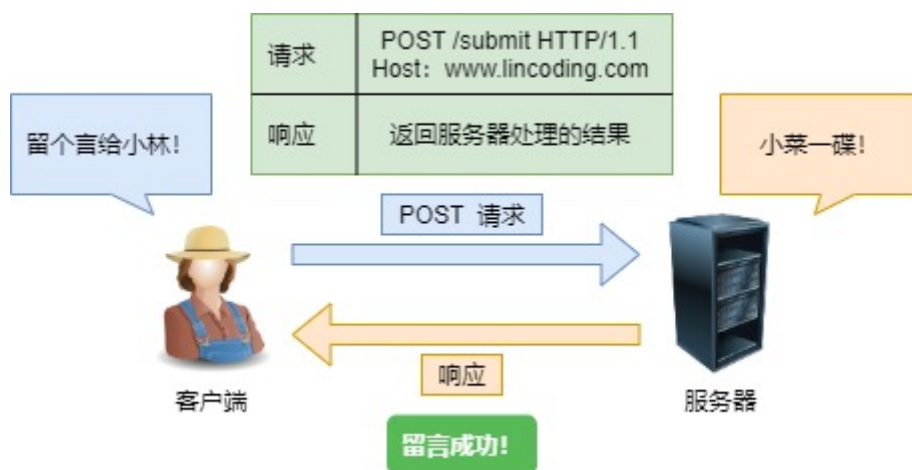 请求
POST /submit HTTP/1.1
Host：www.lincoding.com
响应
返回服务器处理的结果
留个言给小林！
小菜一碟！
POST 请求
响应
客户端
服务器
留言成功！